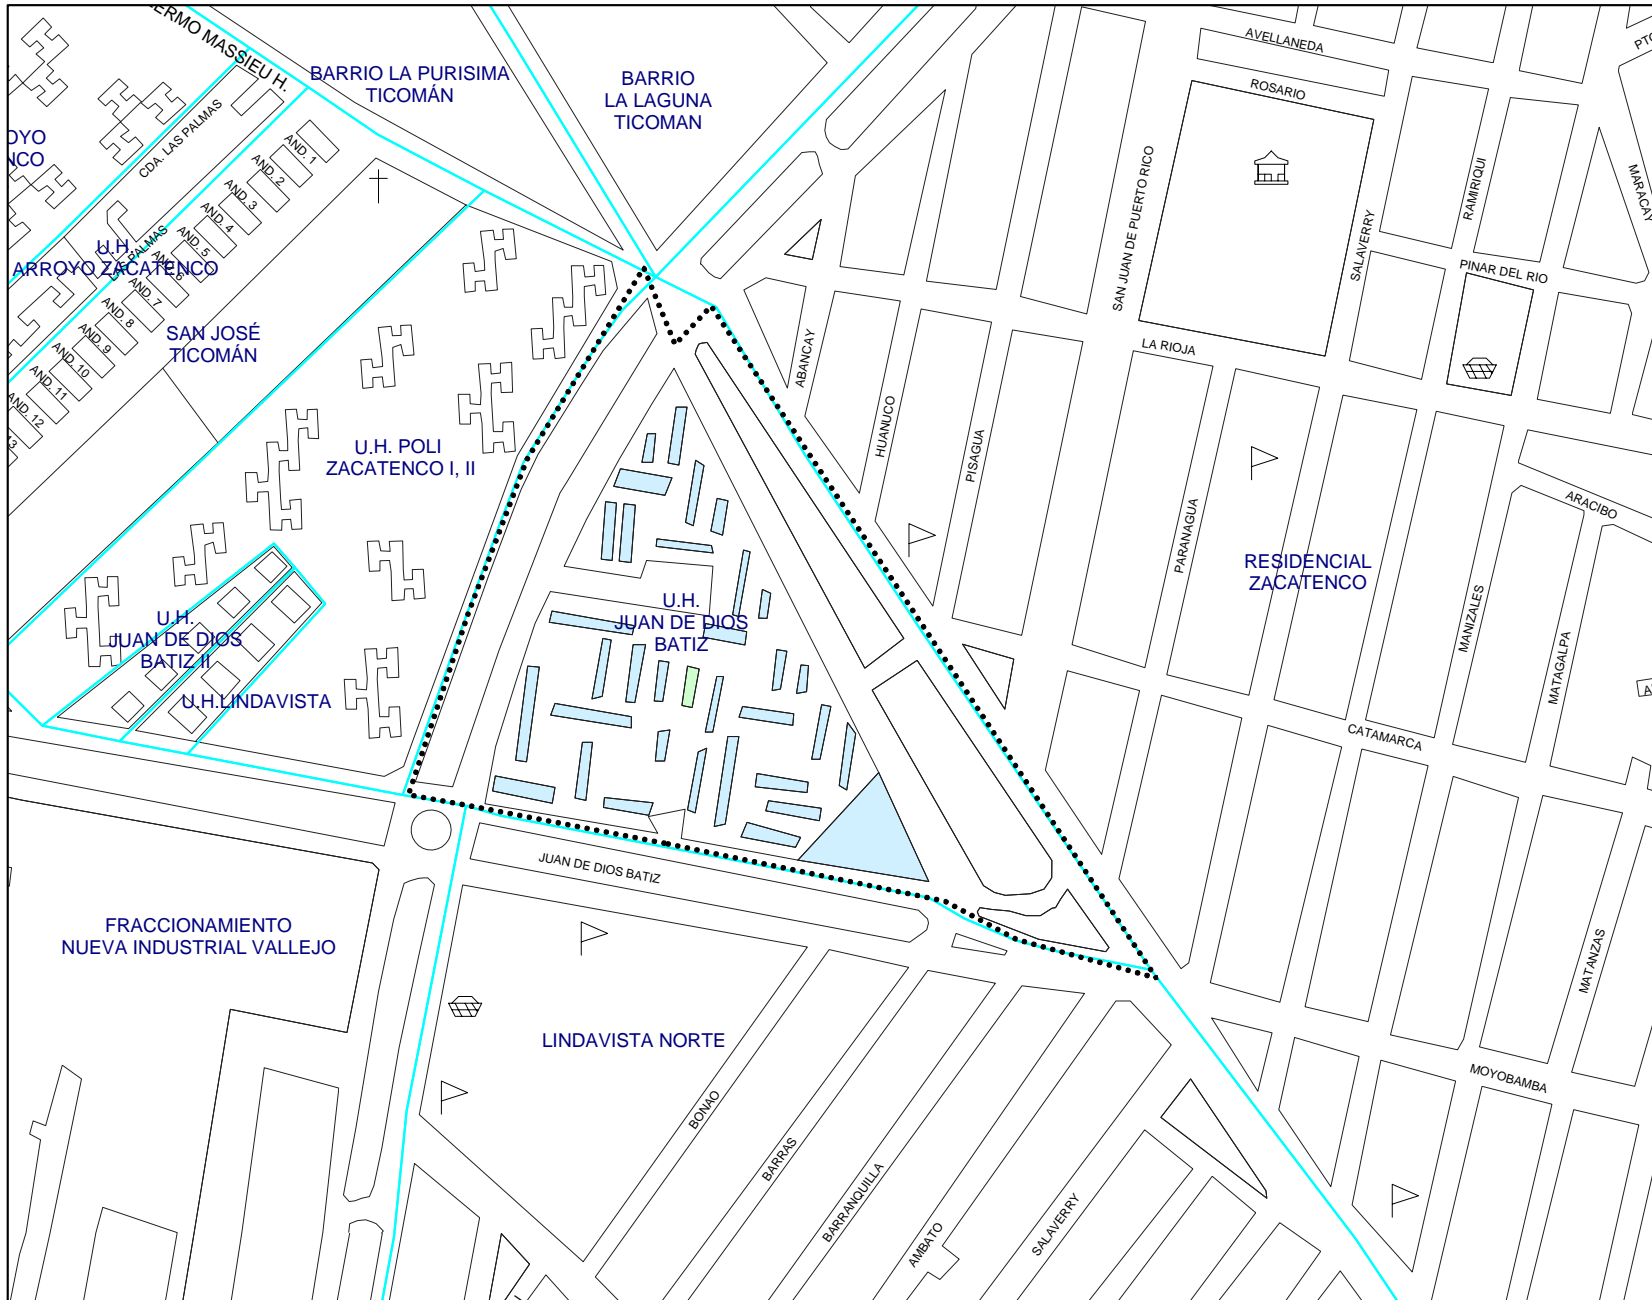 ERMO MASSIEU H.
BARRIO LA PURISIMA
TICOMÁN
BARRIO
LA LAGUNA
TICOMAN
AVELLANEDA
ROSARIO
OYO
NCO
CDA. LAS PALMAS
AND. 1
AND. 2
AND. 3
AND. 4
AND. 5
AND. 6
AND. 7
AND. 8
AND. 9
AND. 10
AND. 11
AND. 12
PALMAS
U.H.
ARROYO ZACATENCO
SAN JOSÉ
TICOMÁN
SAN JUAN DE PUERTO RICO
SALAVERRY
RAMIRIQUI
MARACAY
PINAR DEL RIO
LA RIOJA
ABANCAY
HUANUCO
PISAGUA
U.H. POLI
ZACATENCO I, II
ARACIBO
PARANAGUA
RESIDENCIAL
ZACATENCO
MANIZALES
MATAGALPA
U.H.
JUAN DE DIOS
BATIZ
U.H.
JUAN DE DIOS
BATIZ II
U.H.LINDAVISTA
CATAMARCA
JUAN DE DIOS BATIZ
FRACCIONAMIENTO
NUEVA INDUSTRIAL VALLEJO
MATANZAS
LINDAVISTA NORTE
MOYOBAMBA
BONAO
BARRAS
BARRANQUILLA
AMBATO
SALAVERRY